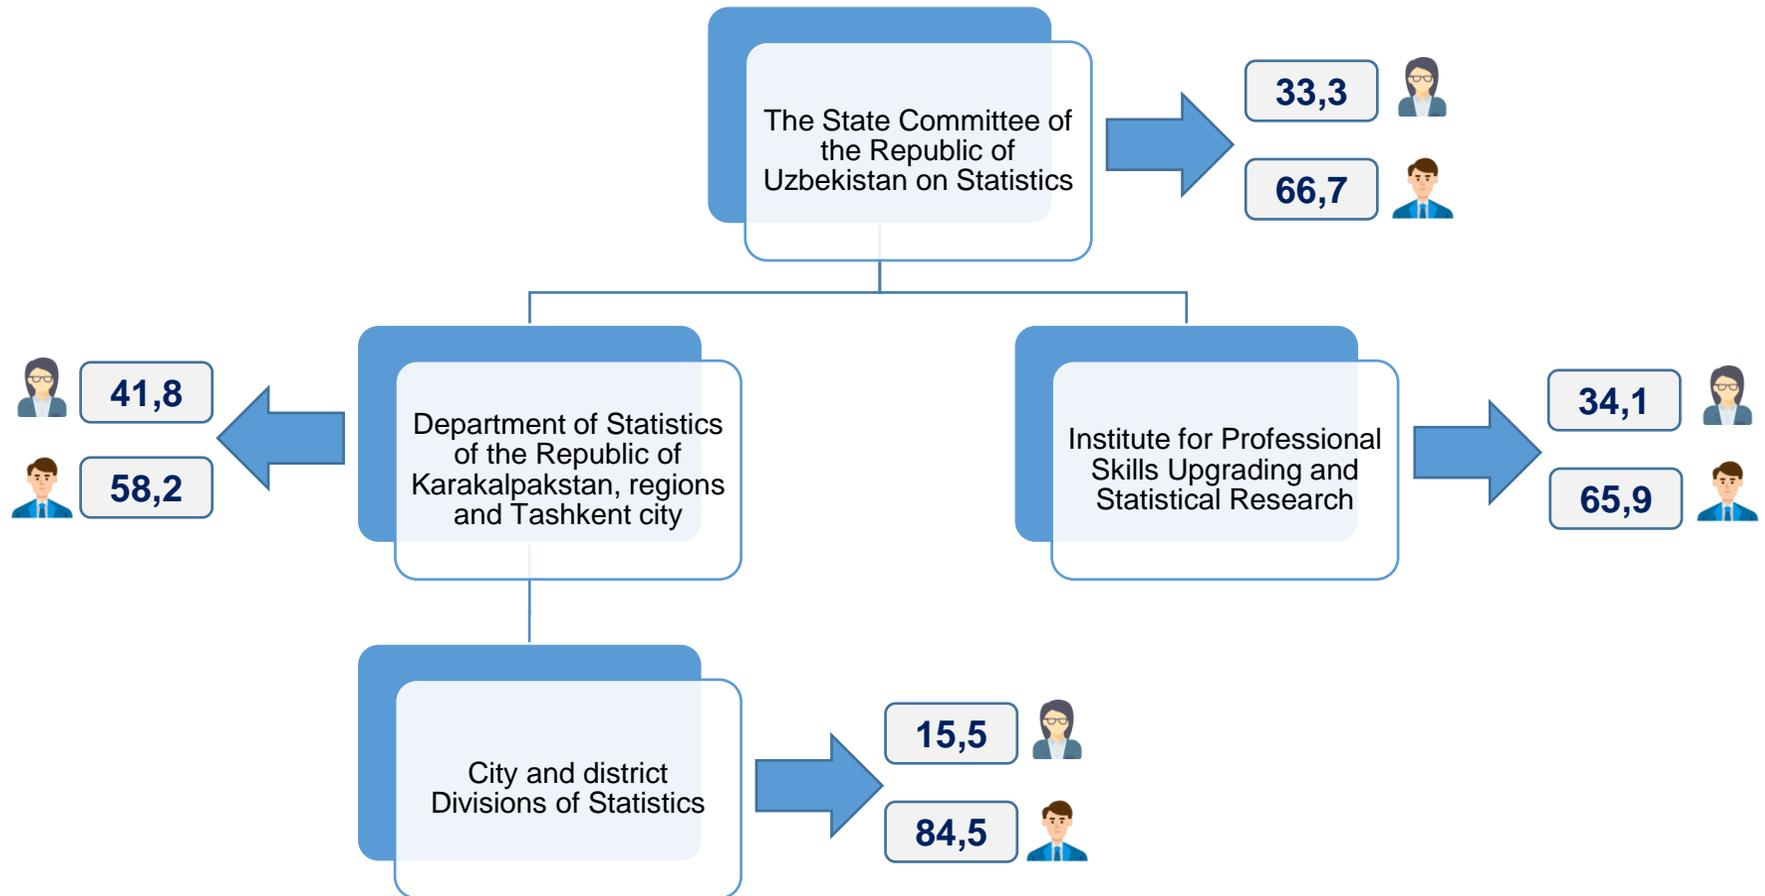 The State Committee of
the Republic of
Uzbekistan on Statistics
33,3
66,7
41,8
58,2
Department of Statistics
of the Republic of
Karakalpakstan, regions
and Tashkent city
Institute for Professional
Skills Upgrading and
Statistical Research
34,1
65,9
City and district
Divisions of Statistics
15,5
84,5